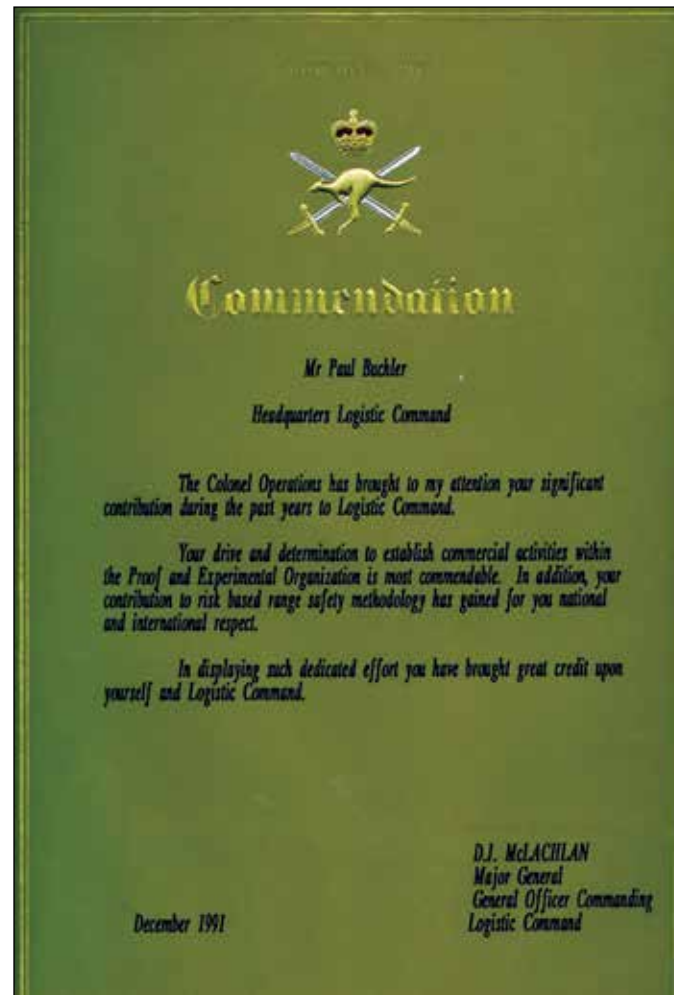 Commendation
Mr Paul Buchler
Headquarters Logistic Command
The Colonel Operations has brought to my attention your significant
contribution during the past years to Logistic Command.
Your drive and determination to establish commercial activities within
the Proof and Experimental Organization is most commendable. In addition, your
contribution to risk based range safety methodology has gained for you national
and international respect.
In displaying such dedicated effort you have brought great credit upon
yourself and Logistic Command.
D.J. McLACHLAN
Major General
General Officer Commanding
December 1991 Logistic Command